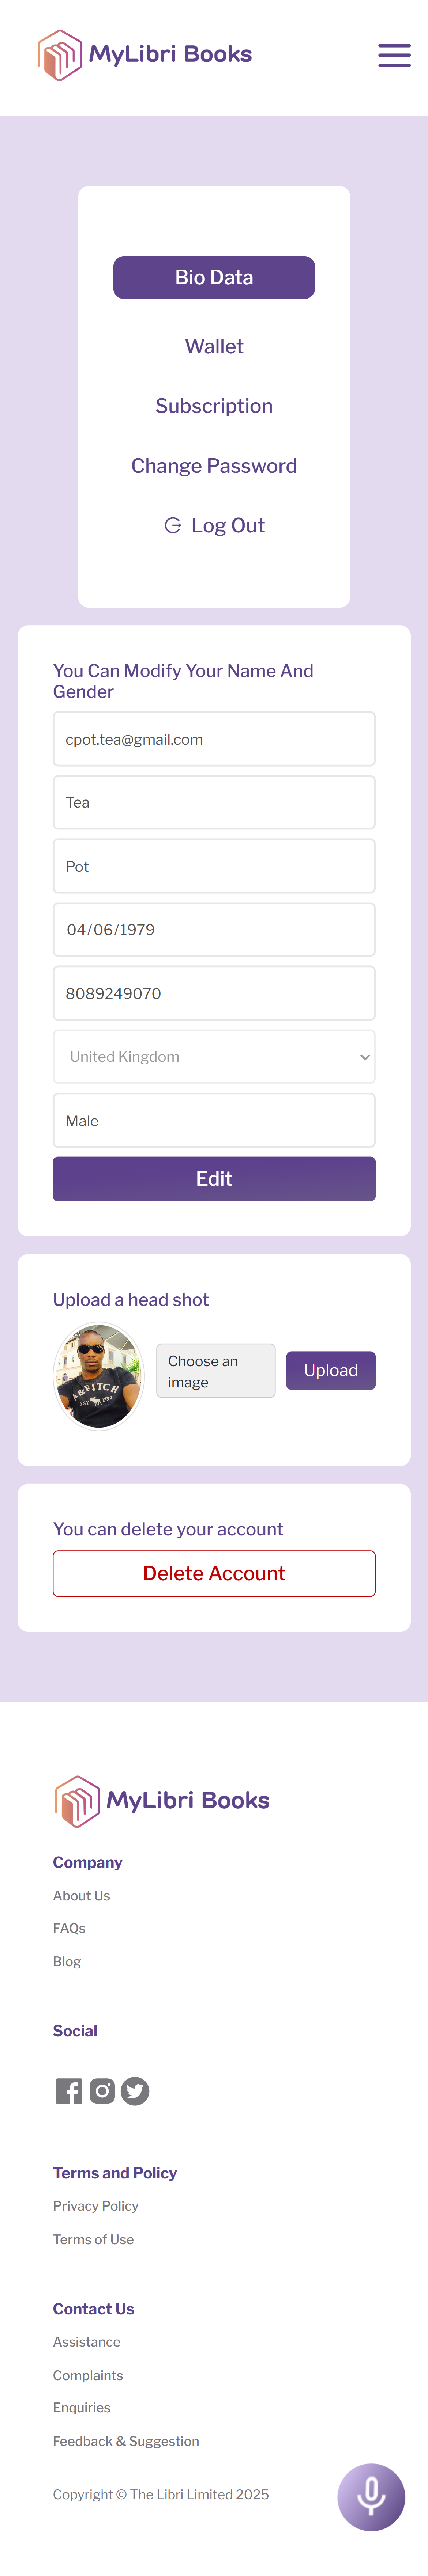 MyLibri Books
Bio Data
Wallet
Subscription
Change Password
Log Out
You Can Modify Your Name And
Gender
cpot.tea@gmail.com
Tea
Pot
04/06/1979
8089249070
United Kingdom
Male
Edit
Upload a head shot
A&FITCH
Choose an
image
Upload
You can delete your account
Delete Account
MyLibri Books
Company
About Us
FAQs
Blog
Social
Terms and Policy
Privacy Policy
Terms of Use
Contact Us
Assistance
Complaints
Enquiries
Feedback & Suggestion
Copyright © The Libri Limited 2025